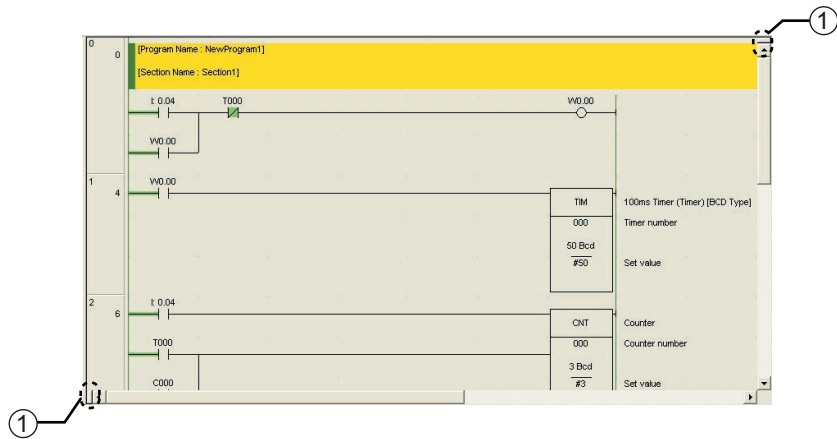 1
0
0
[Program Name : NewProgram1]
[Section Name : Section1]
I: 0.04 T000 W0.00
W0.00
1
4
W0.00
TIM 100ms Timer (Timer) [BCD Type]
000 Timer number
50 Bcd
#50 Set value
2
6
I: 0.04
CNT Counter
T000
000 Counter number
3 Bcd
C000
#3 Set value
1